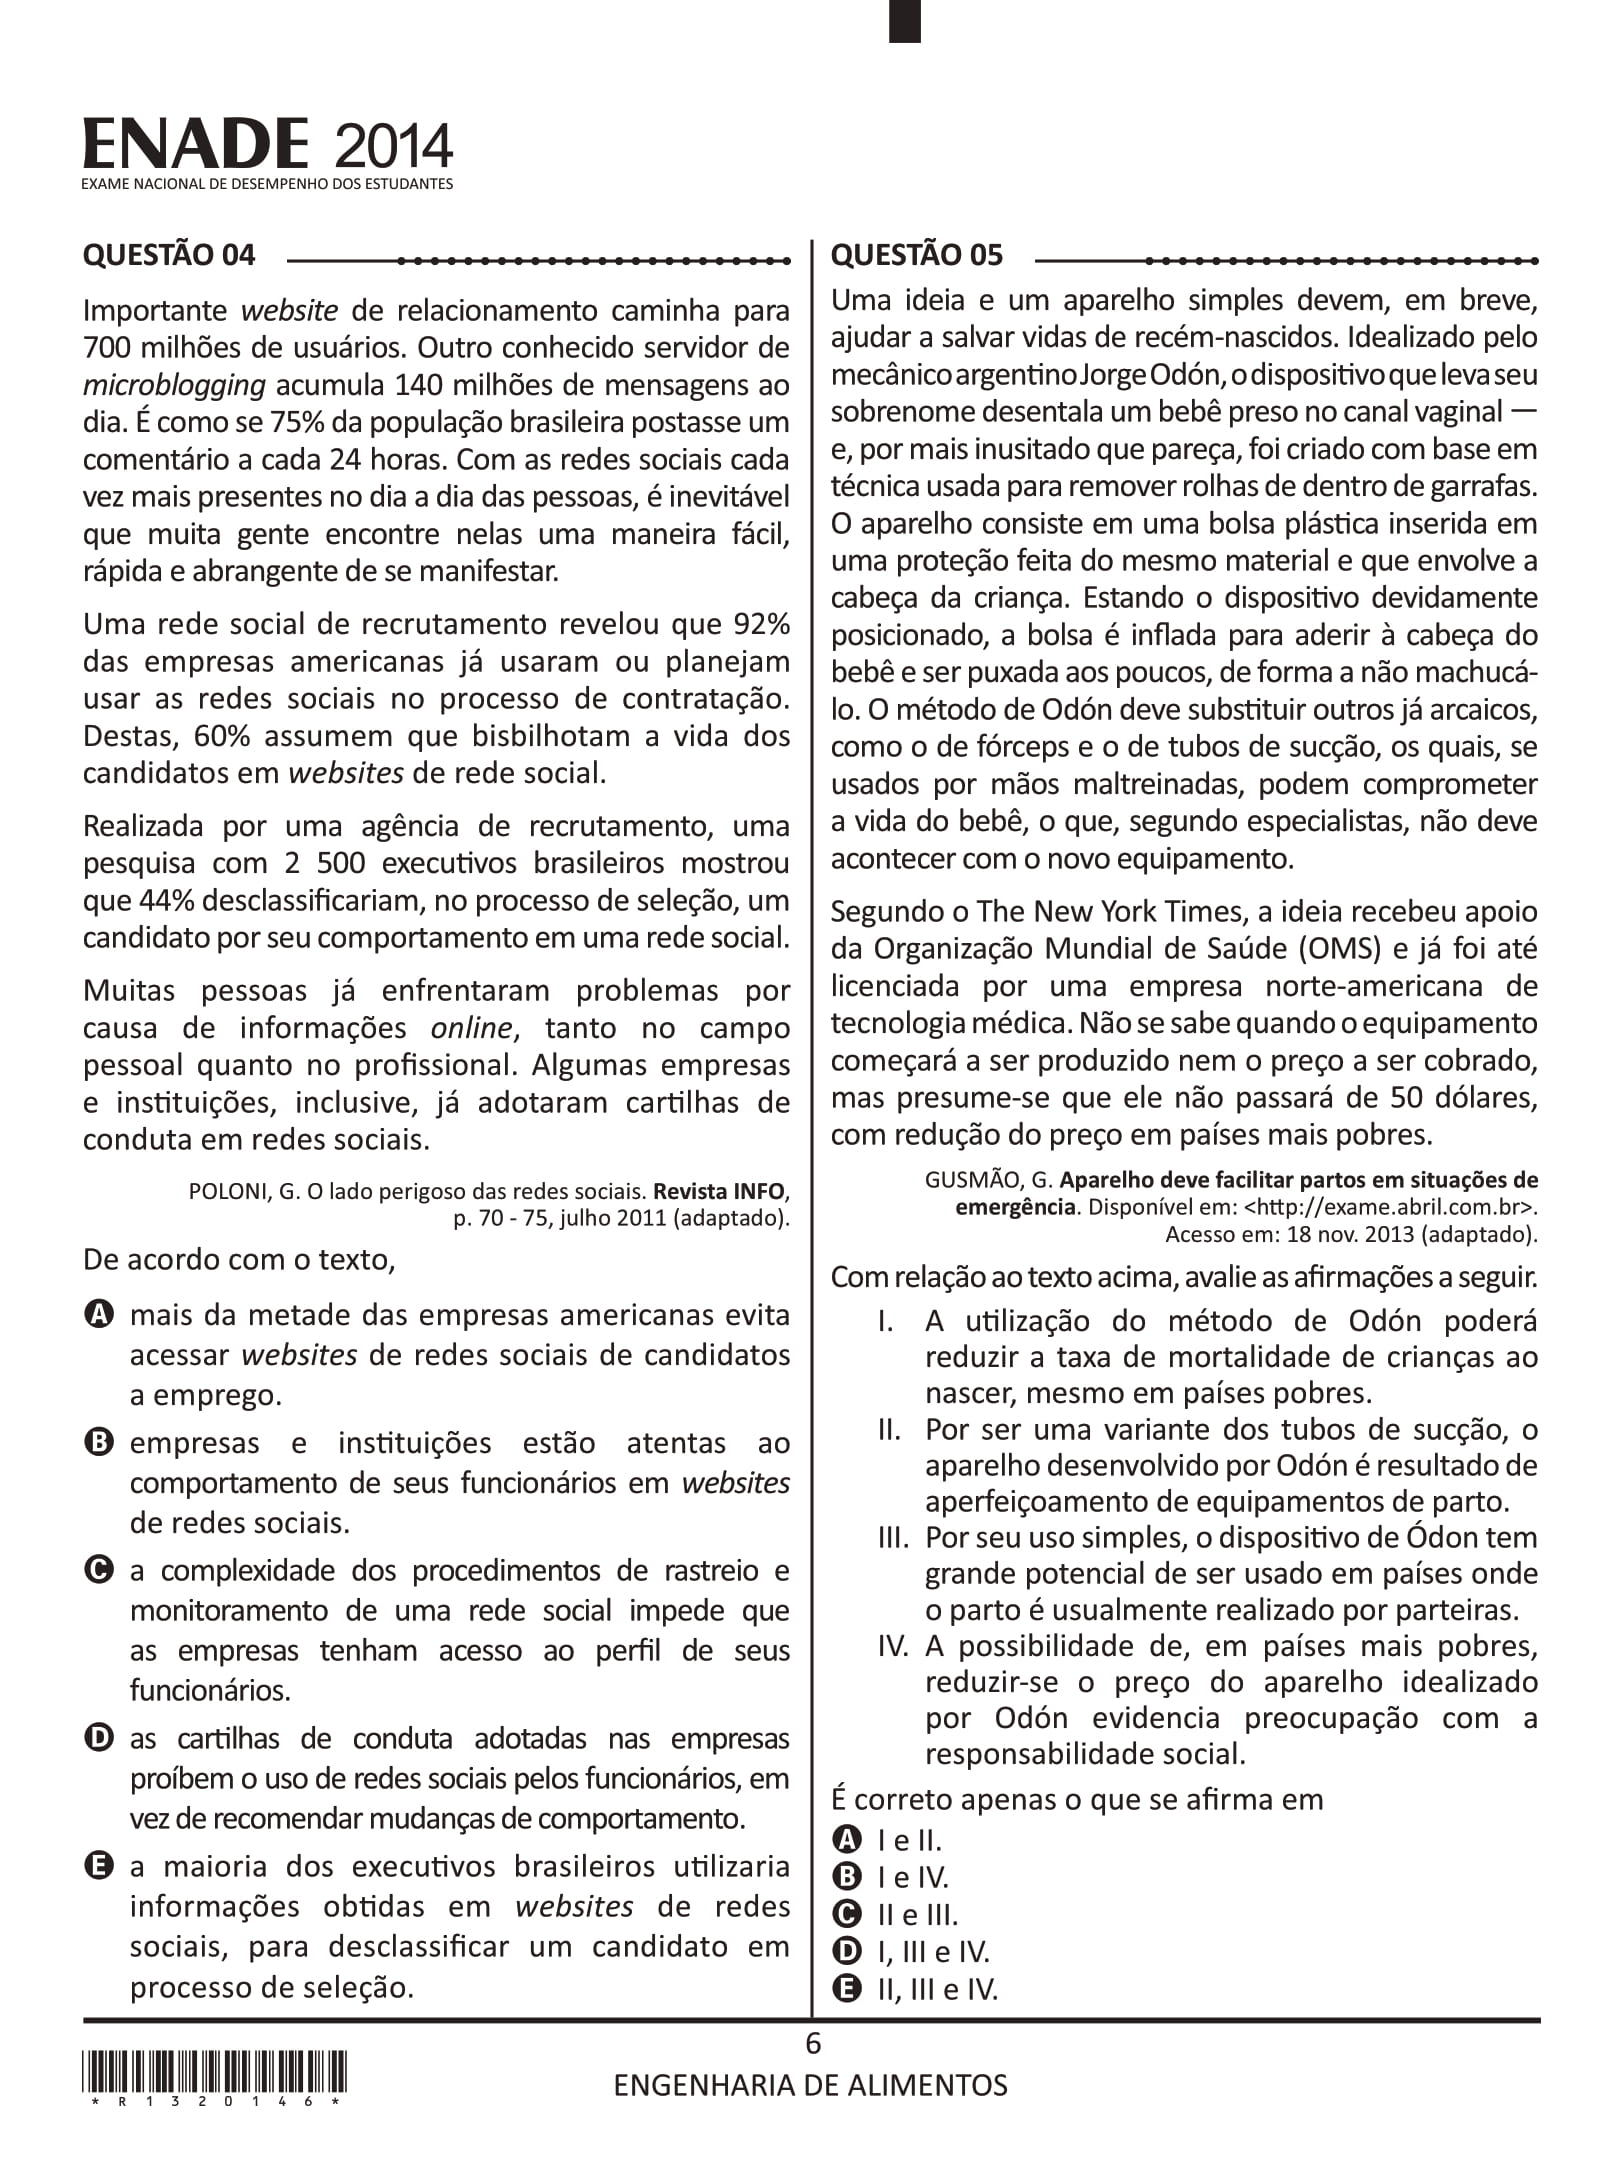 ENADE 2014
EXAME NACIONAL DE DESEMPENHO DOS ESTUDANTES
QUESTÃO 04
Importante website de relacionamento caminha para
700 milhões de usuários. Outro conhecido servidor de
microblogging acumula 140 milhões de mensagens ao
dia. É como se 75% da população brasileira postasse um
comentário a cada 24 horas. Com as redes sociais cada
vez mais presentes no dia a dia das pessoas, é inevitável
que muita gente encontre nelas uma maneira fácil,
rápida e abrangente de se manifestar.
Uma rede social de recrutamento revelou que 92%
das empresas americanas já usaram ou planejam
usar as redes sociais no processo de contratação.
Destas, 60% assumem que bisbilhotam a vida dos
candidatos em websites de rede social.
Realizada por uma agência de recrutamento, uma
pesquisa com 2 500 executivos brasileiros mostrou
que 44% desclassificariam, no processo de seleção, um
candidato por seu comportamento em uma rede social.
Muitas pessoas já enfrentaram problemas por
causa de informações online, tanto no campo
pessoal quanto no profissional. Algumas empresas
e instituições, inclusive, já adotaram cartilhas de
conduta em redes sociais.
POLONI, G. O lado perigoso das redes sociais. Revista INFO,
p. 70 - 75, julho 2011 (adaptado).
De acordo com o texto,
A mais da metade das empresas americanas evita
acessar websites de redes sociais de candidatos
a emprego.
B empresas e instituições estão atentas ao
comportamento de seus funcionários em websites
de redes sociais.
C a complexidade dos procedimentos de rastreio e
monitoramento de uma rede social impede que
as empresas tenham acesso ao perfil de seus
funcionários.
D as cartilhas de conduta adotadas nas empresas
proíbem o uso de redes sociais pelos funcionários, em
vez de recomendar mudanças de comportamento.
E a maioria dos executivos brasileiros utilizaria
informações obtidas em websites de redes
sociais, para desclassificar um candidato em
processo de seleção.
QUESTÃO 05
Uma ideia e um aparelho simples devem, em breve,
ajudar a salvar vidas de recém-nascidos. Idealizado pelo
mecânico argentino Jorge Odón, o dispositivo que leva seu
sobrenome desentala um bebê preso no canal vaginal —
e, por mais inusitado que pareça, foi criado com base em
técnica usada para remover rolhas de dentro de garrafas.
O aparelho consiste em uma bolsa plástica inserida em
uma proteção feita do mesmo material e que envolve a
cabeça da criança. Estando o dispositivo devidamente
posicionado, a bolsa é inflada para aderir à cabeça do
bebê e ser puxada aos poucos, de forma a não machucá-
lo. O método de Odón deve substituir outros já arcaicos,
como o de fórceps e o de tubos de sucção, os quais, se
usados por mãos maltreinadas, podem comprometer
a vida do bebê, o que, segundo especialistas, não deve
acontecer com o novo equipamento.
Segundo o The New York Times, a ideia recebeu apoio
da Organização Mundial de Saúde (OMS) e já foi até
licenciada por uma empresa norte-americana de
tecnologia médica. Não se sabe quando o equipamento
começará a ser produzido nem o preço a ser cobrado,
mas presume-se que ele não passará de 50 dólares,
com redução do preço em países mais pobres.
GUSMÃO, G. Aparelho deve facilitar partos em situações de
emergência. Disponível em: <http://exame.abril.com.br>.
Acesso em: 18 nov. 2013 (adaptado).
Com relação ao texto acima, avalie as afirmações a seguir.
I. A utilização do método de Odón poderá
reduzir a taxa de mortalidade de crianças ao
nascer, mesmo em países pobres.
II. Por ser uma variante dos tubos de sucção, o
aparelho desenvolvido por Odón é resultado de
aperfeiçoamento de equipamentos de parto.
III. Por seu uso simples, o dispositivo de Ódon tem
grande potencial de ser usado em países onde
o parto é usualmente realizado por parteiras.
IV. A possibilidade de, em países mais pobres,
reduzir-se o preço do aparelho idealizado
por Odón evidencia preocupação com a
responsabilidade social.
É correto apenas o que se afirma em
A I e II.
B I e IV.
C II e III.
D I, III e IV.
E II, III e IV.
6
ENGENHARIA DE ALIMENTOS
*R1320146*